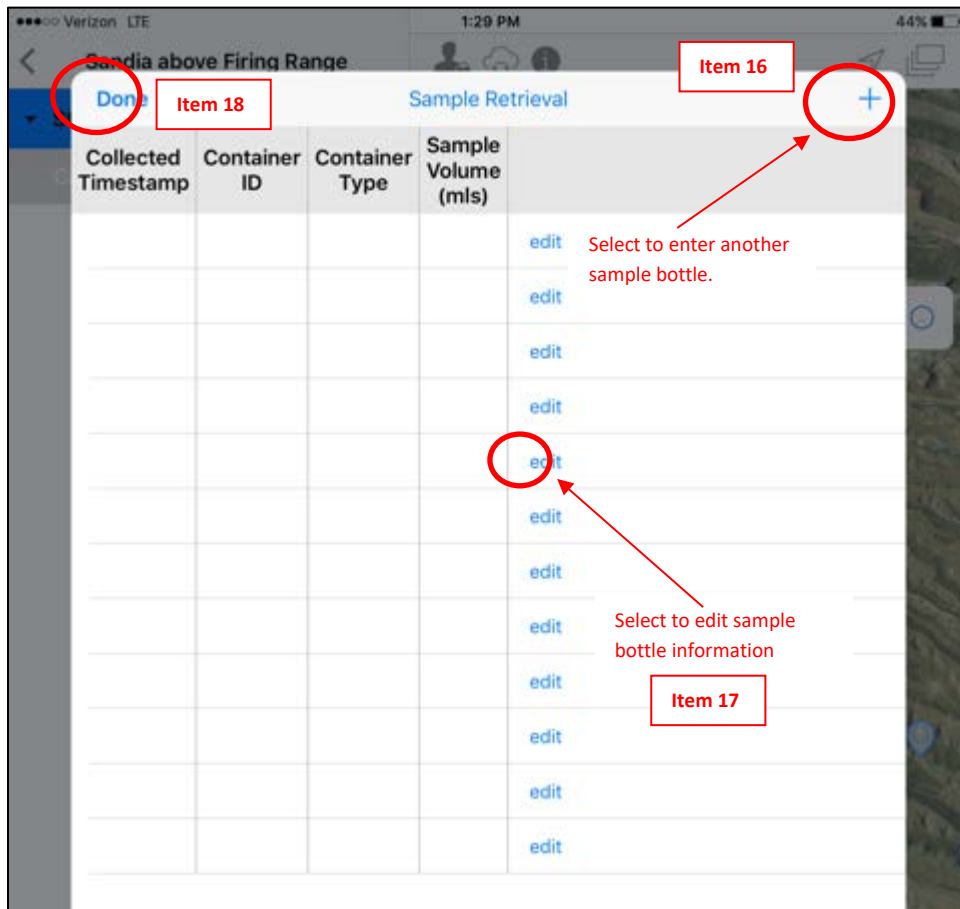 Verizon LTE 1:29 PM 44%
Sandia above Firing Range
Item 16
Done Item 18 Sample Retrieval +
Collected Timestamp
Container ID
Container Type
Sample Volume (mls)
edit
Select to enter another
sample bottle.
edit
edit
edit
edit
edit
edit
edit
Select to edit sample
bottle information
edit
Item 17
edit
edit
edit